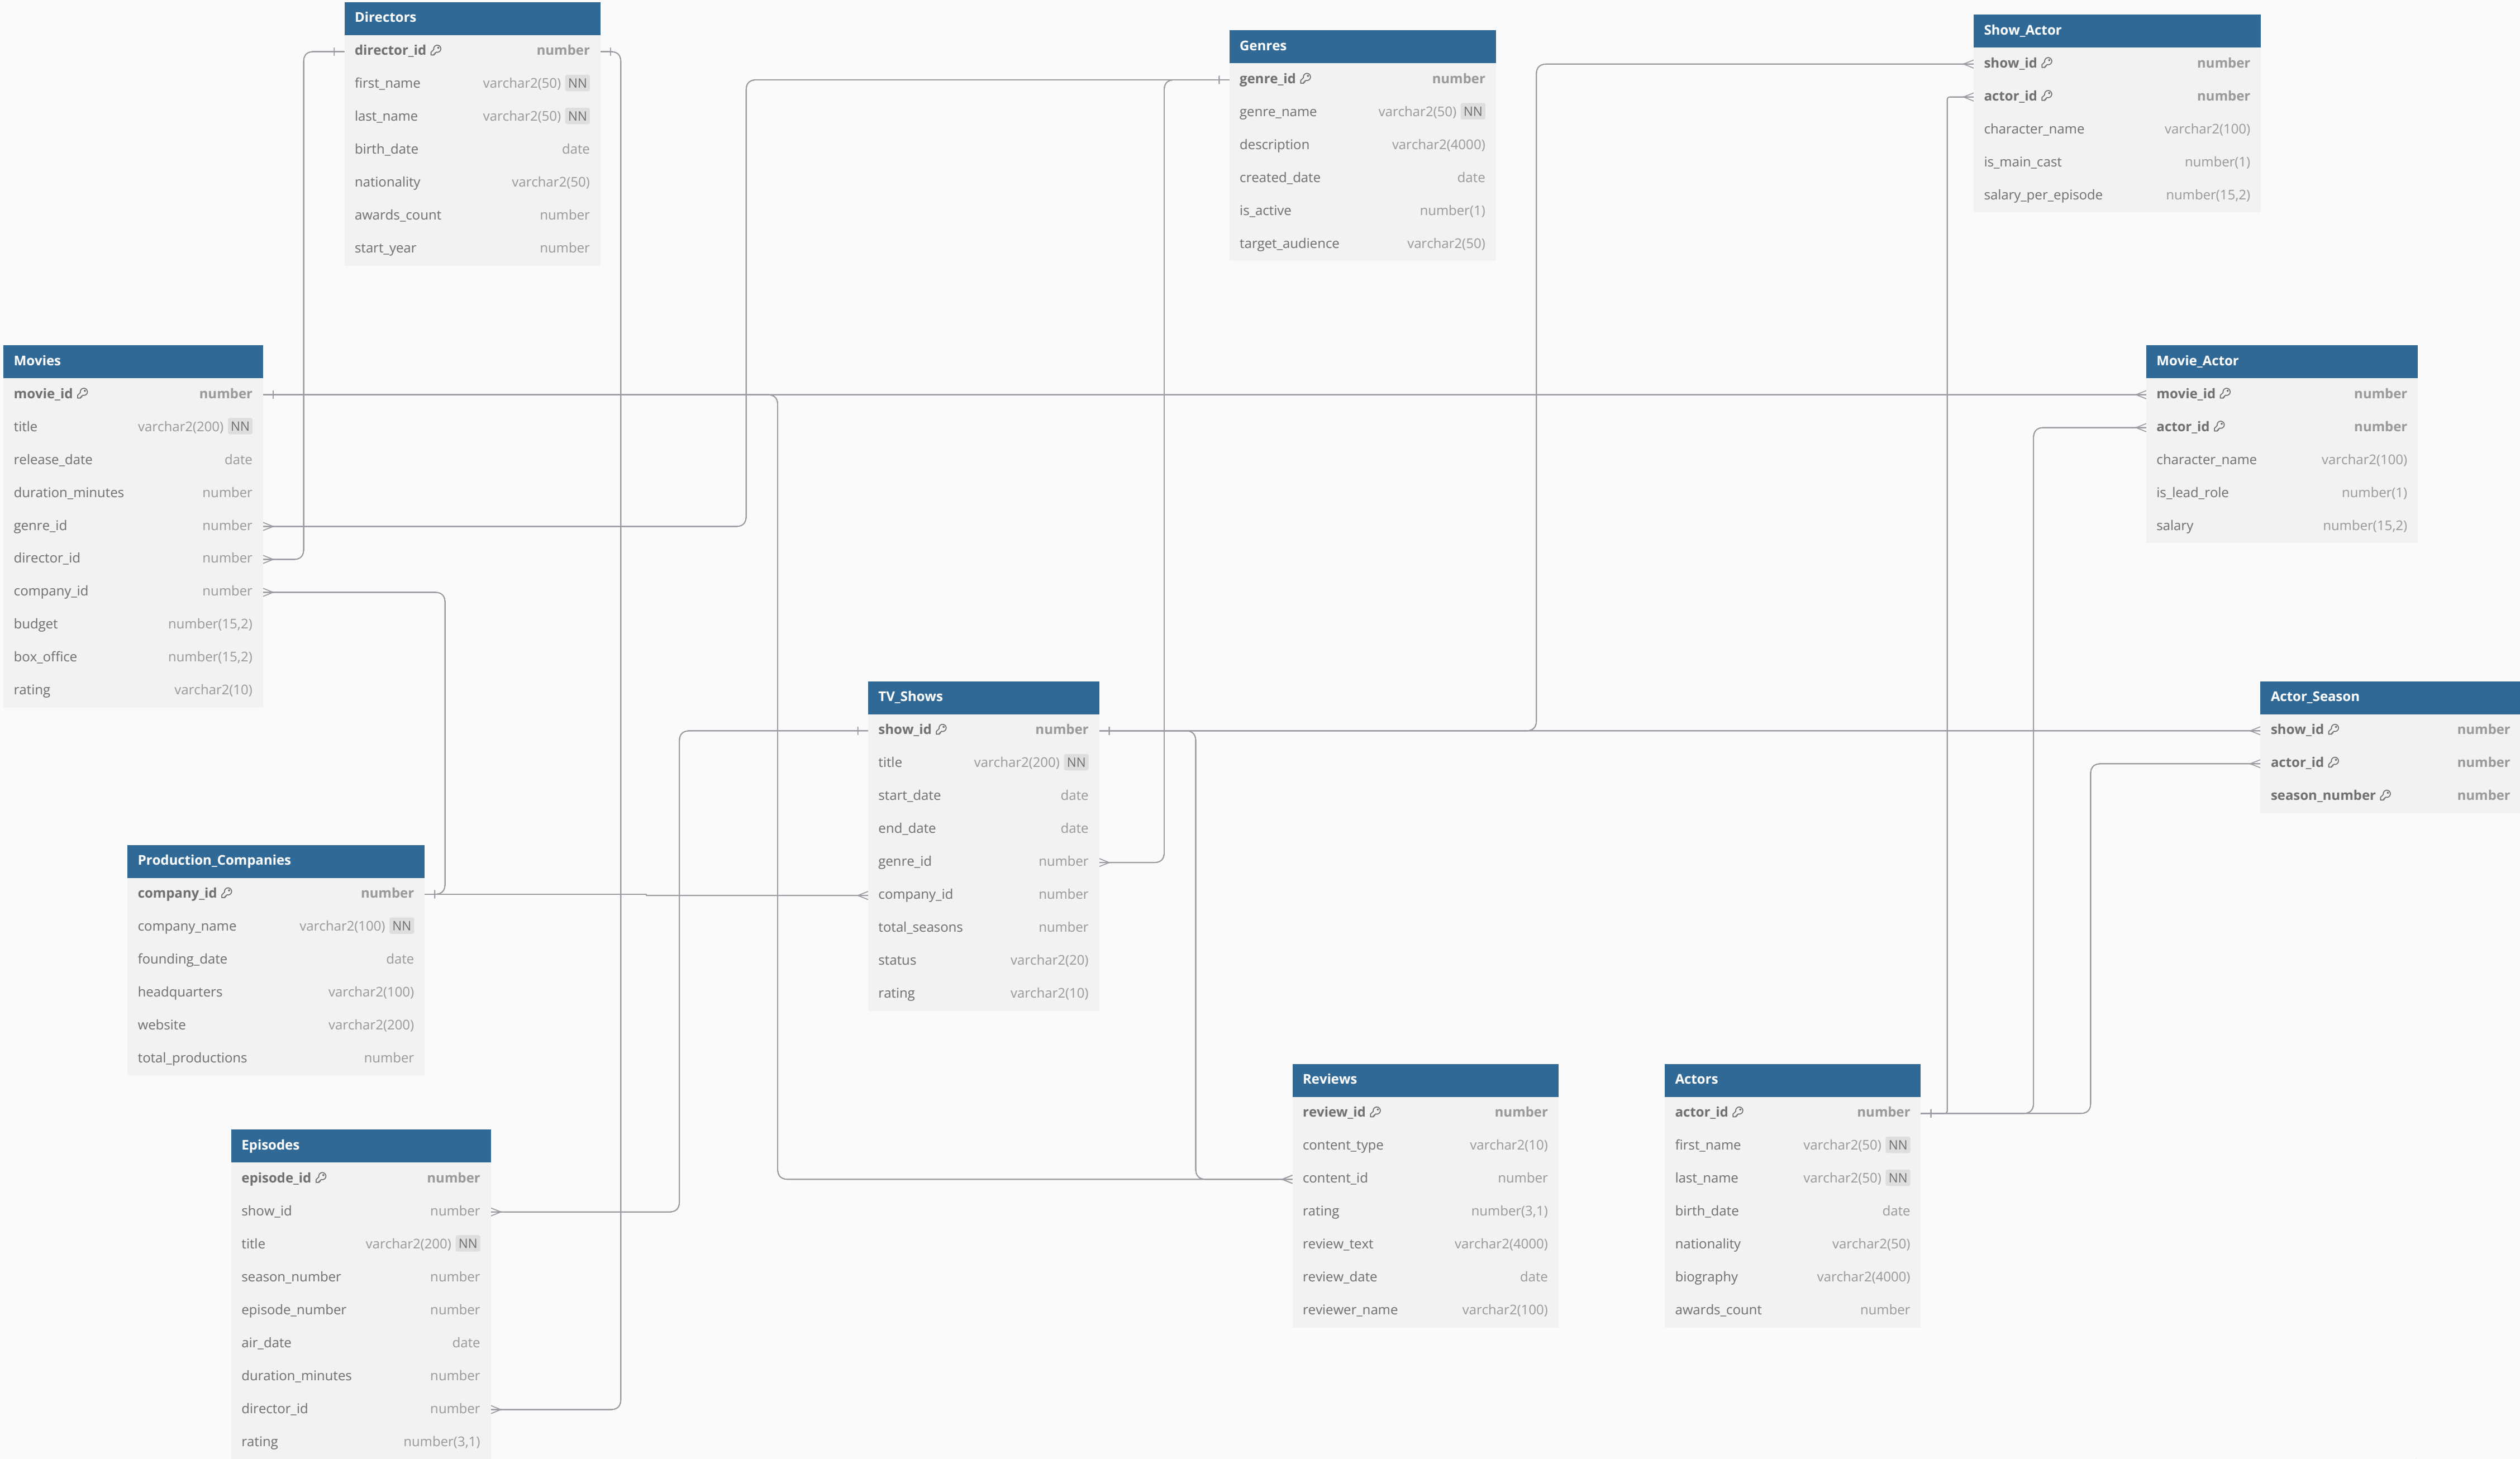 Directors
director_id number
first_name varchar2(50) NN
last_name varchar2(50) NN
birth_date date
nationality varchar2(50)
awards_count number
start_year number
Genres
genre_id number
genre_name varchar2(50) NN
description varchar2(4000)
created_date date
is_active number(1)
target_audience varchar2(50)
Show_Actor
show_id number
actor_id number
character_name varchar2(100)
is_main_cast number(1)
salary_per_episode number(15,2)
Movies
movie_id number
title varchar2(200) NN
release_date date
duration_minutes number
genre_id number
director_id number
company_id number
budget number(15,2)
box_office number(15,2)
rating varchar2(10)
Movie_Actor
movie_id number
actor_id number
character_name varchar2(100)
is_lead_role number(1)
salary number(15,2)
TV_Shows
show_id number
title varchar2(200) NN
start_date date
end_date date
genre_id number
company_id number
total_seasons number
status varchar2(20)
rating varchar2(10)
Actor_Season
show_id number
actor_id number
season_number number
Production_Companies
company_id number
company_name varchar2(100) NN
founding_date date
headquarters varchar2(100)
website varchar2(200)
total_productions number
Reviews
review_id number
content_type varchar2(10)
content_id number
rating number(3,1)
review_text varchar2(4000)
review_date date
reviewer_name varchar2(100)
Actors
actor_id number
first_name varchar2(50) NN
last_name varchar2(50) NN
birth_date date
nationality varchar2(50)
biography varchar2(4000)
awards_count number
Episodes
episode_id number
show_id number
title varchar2(200) NN
season_number number
episode_number number
air_date date
duration_minutes number
director_id number
rating number(3,1)